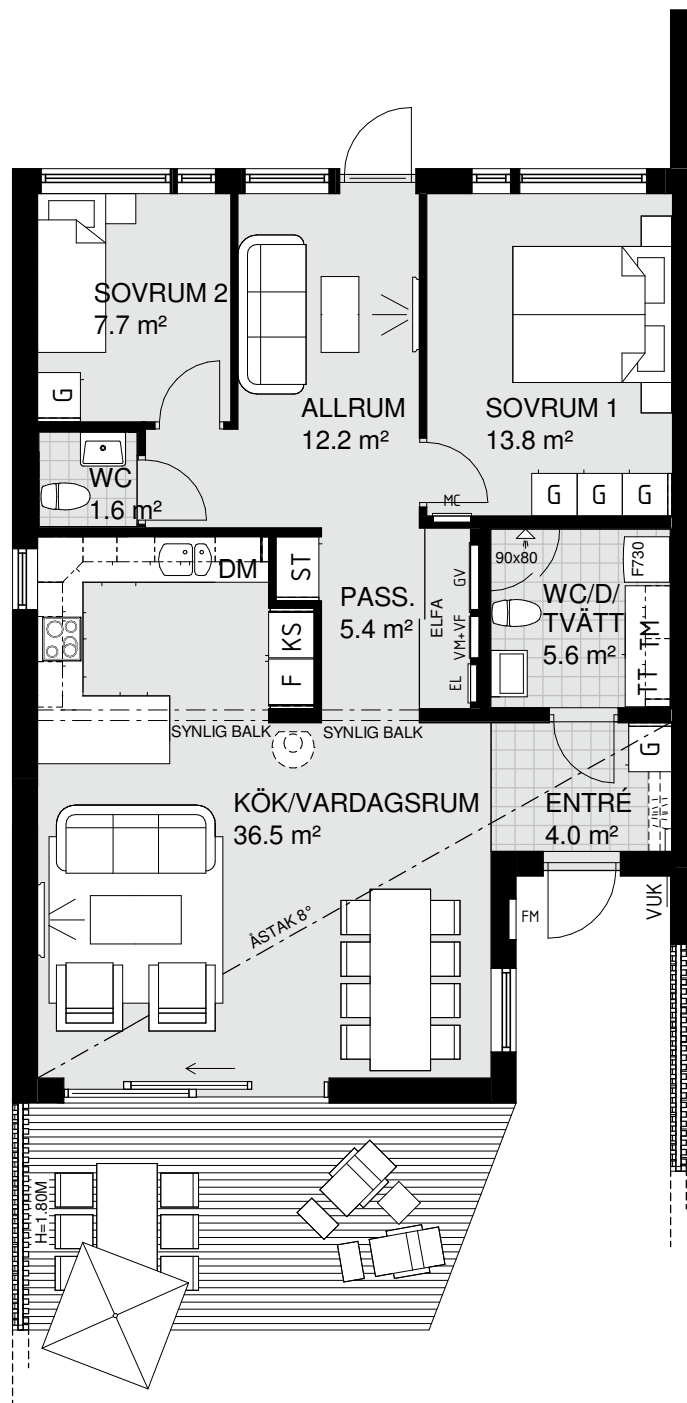 SOVRUM 2
7.7 m²
ALLRUM
12.2 m²
SOVRUM 1
13.8 m²
G
WC
1.6 m²
MC
G G G
DM
ST
PASS.
5.4 m²
ELFA
GV
VM+VF
EL
90x80
F730
WC/D/
TVÄTT
5.6 m²
TM
TT
KS
F
SYNLIG BALK
SYNLIG BALK
G
KÖK/VARDAGSRUM
36.5 m²
ENTRÉ
4.0 m²
ÅSTAK 8°
FM
VUK
H=1.80M